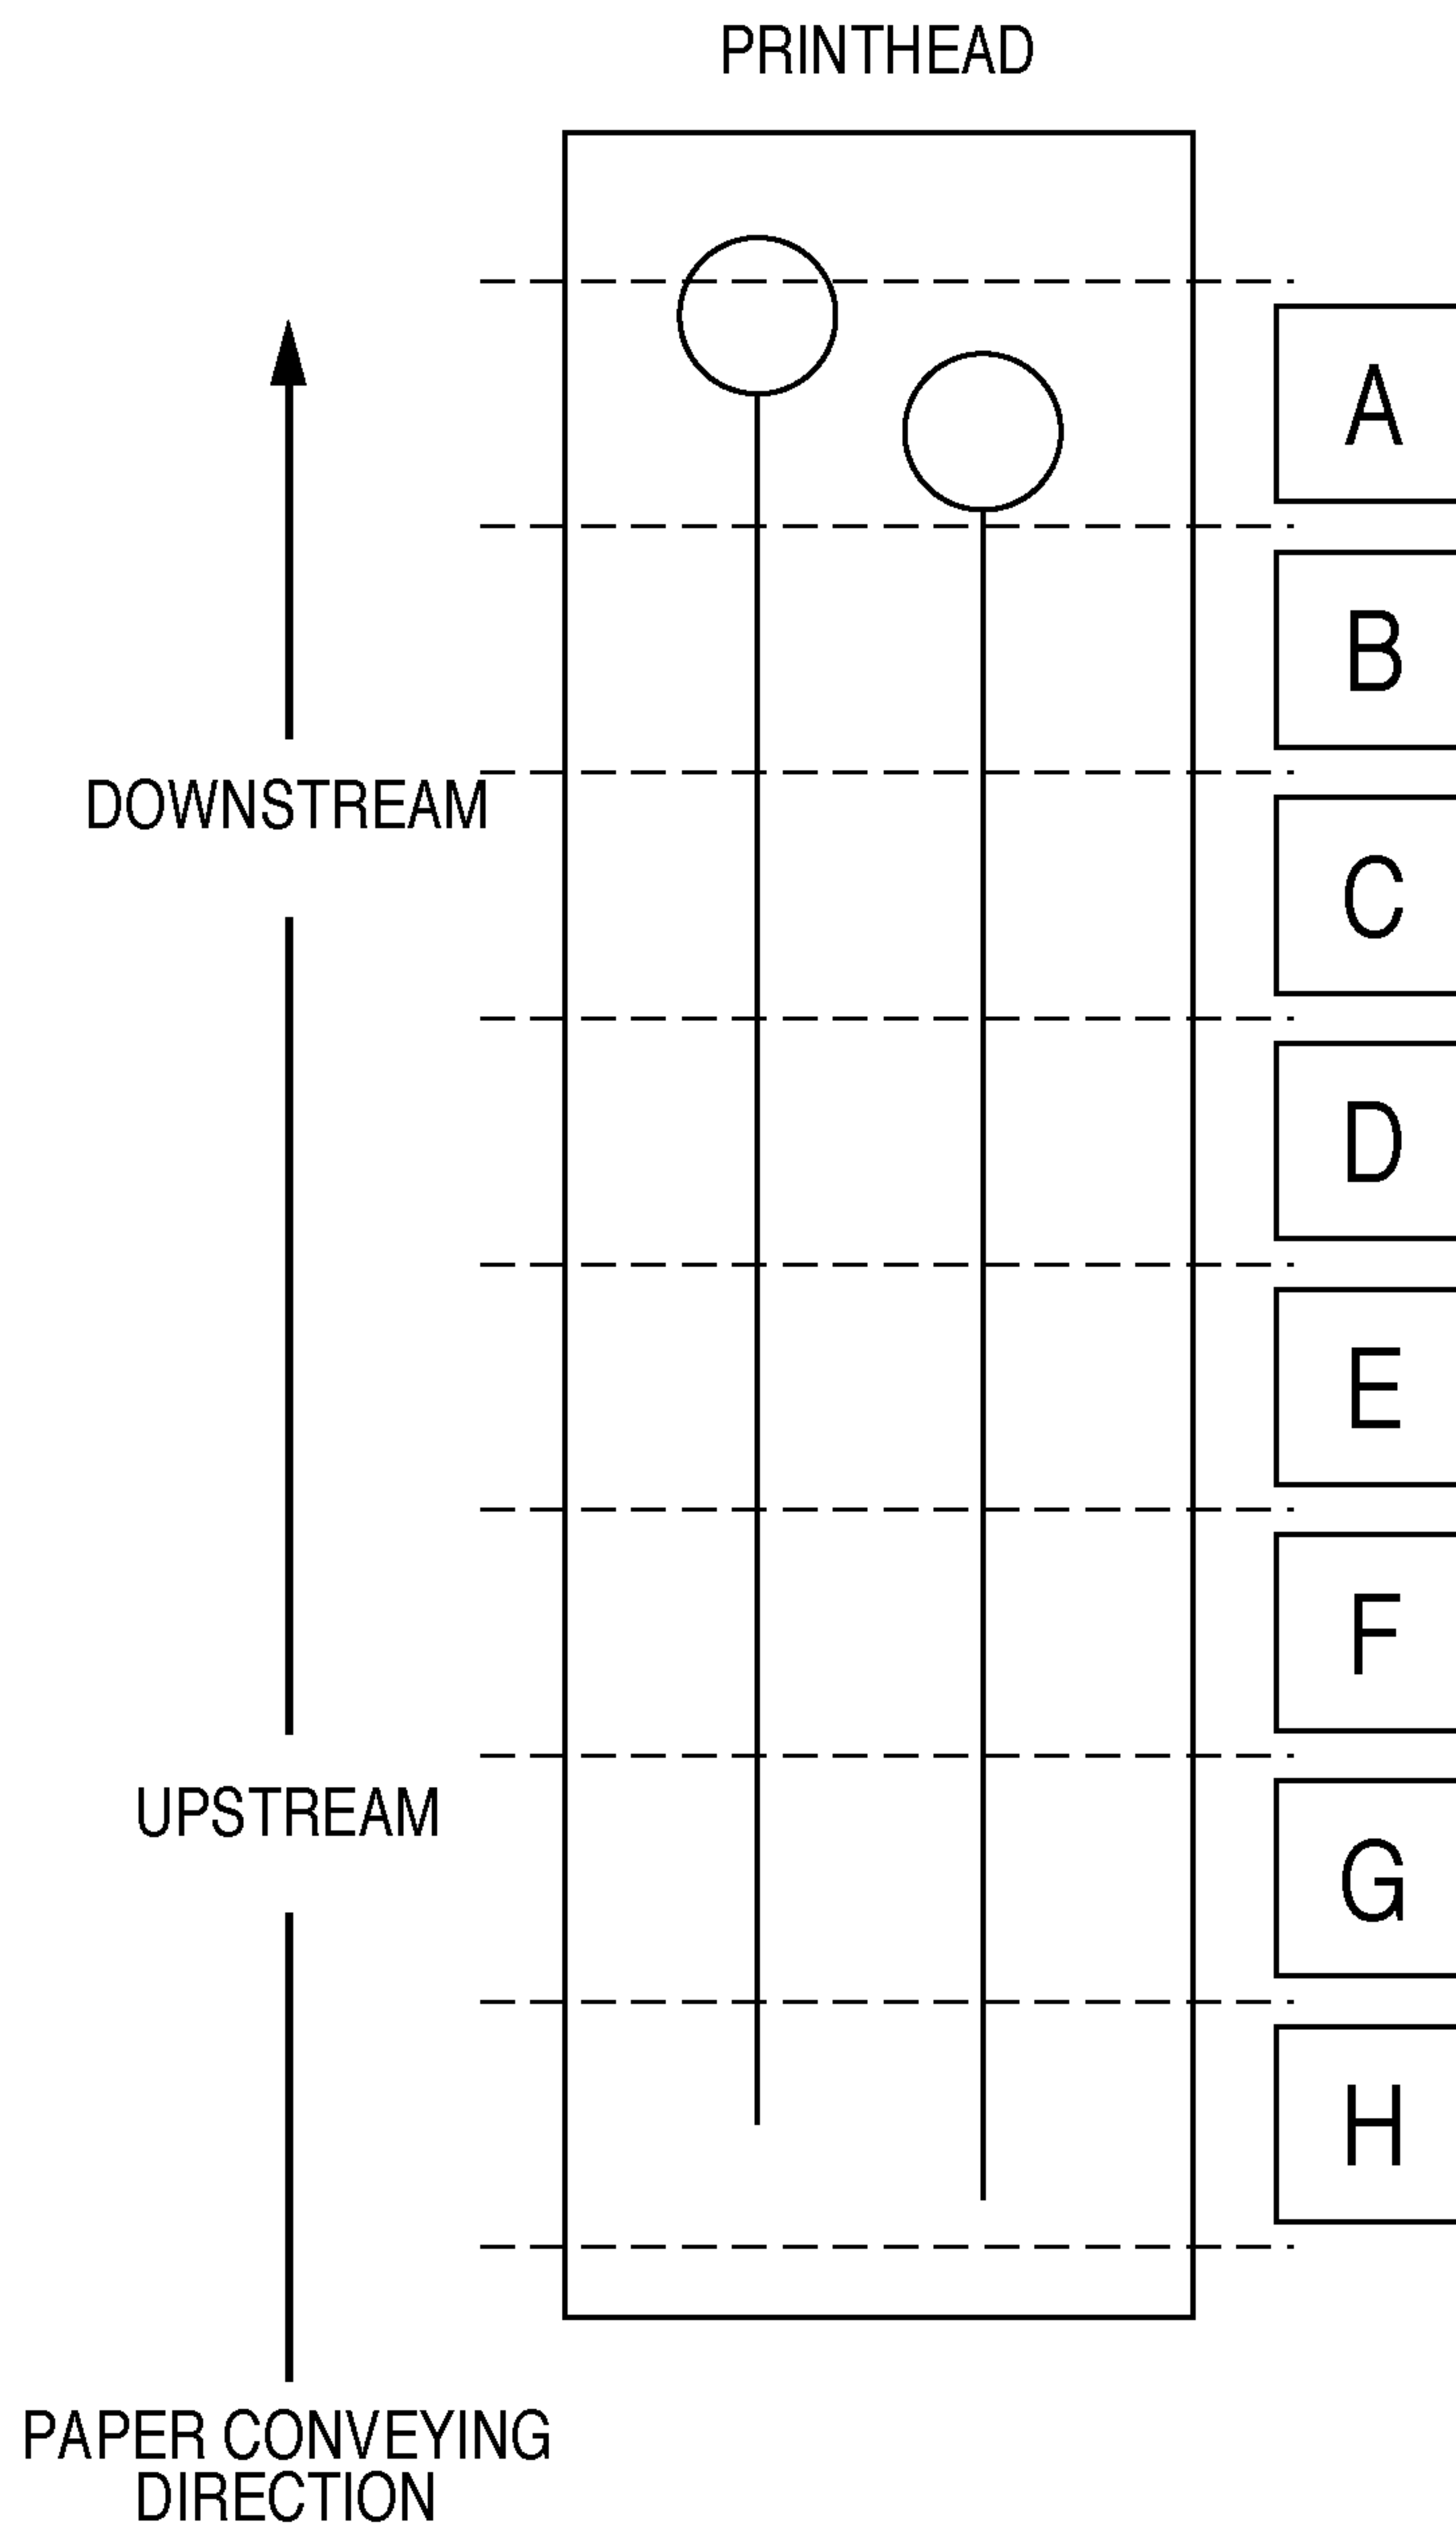 PRINTHEAD
A
B
DOWNSTREAM
C
D
E
F
UPSTREAM
G
H
PAPER CONVEYING
DIRECTION